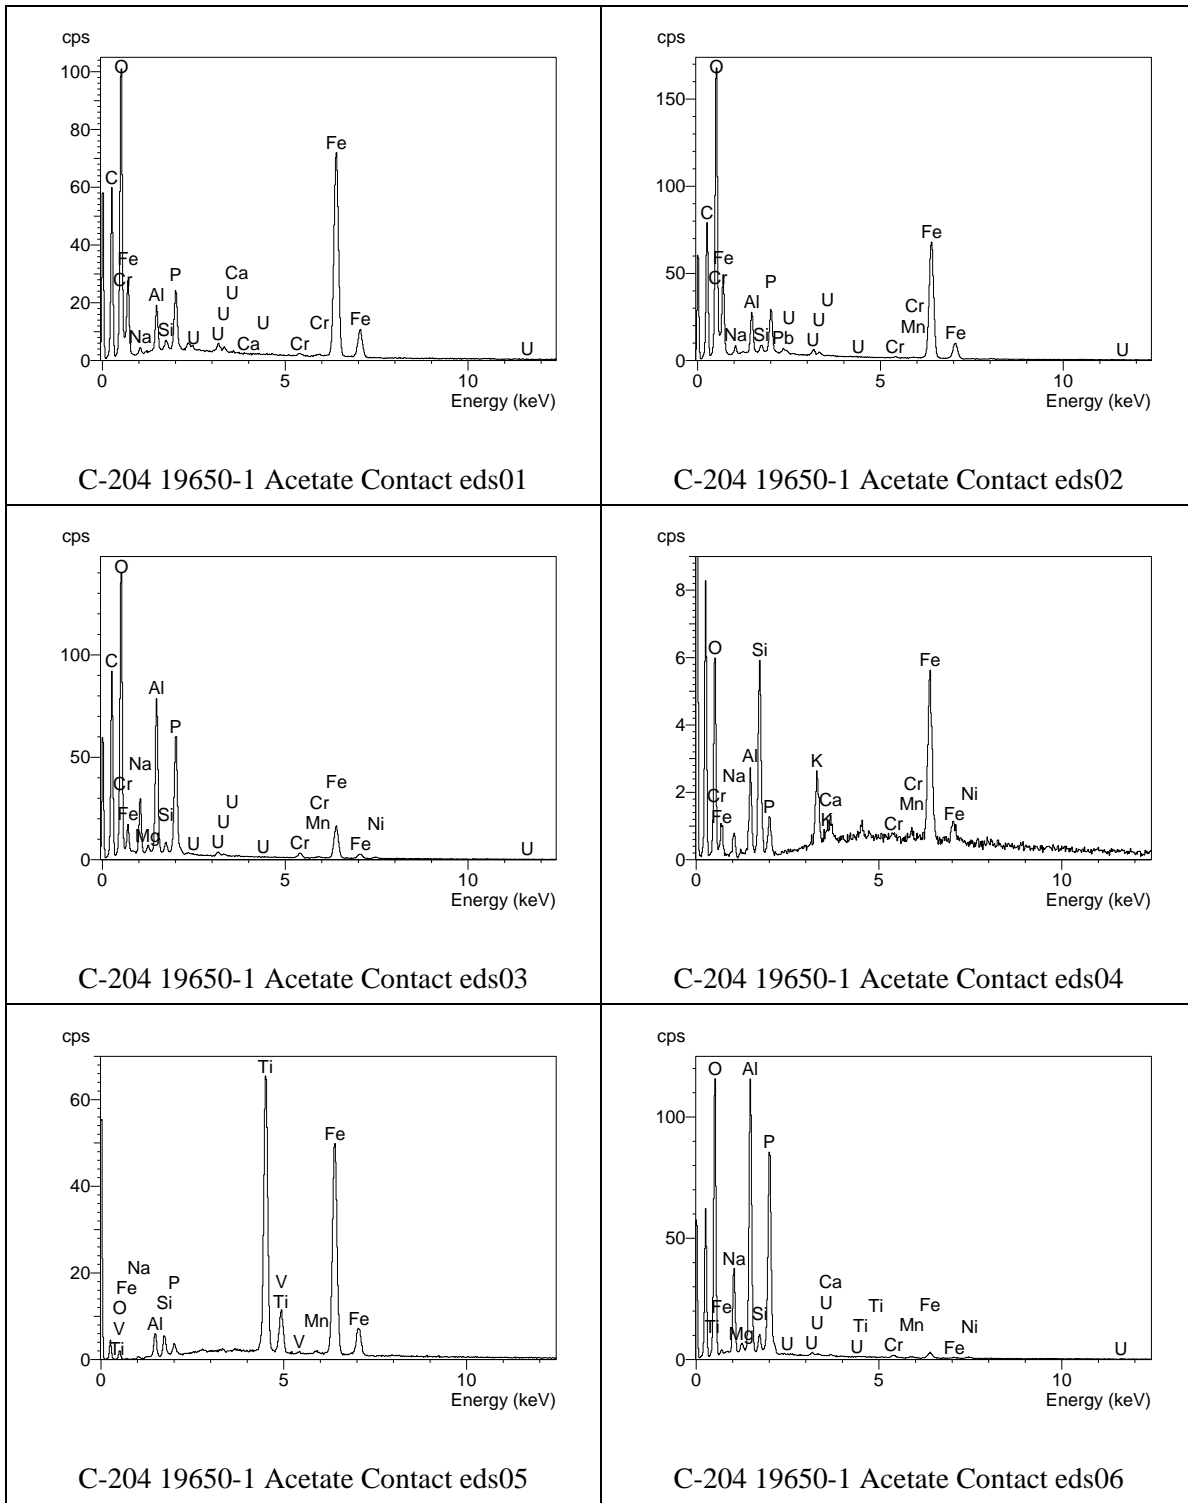 cps
100
80
60
40
20
0
O
C
Fe
Cr
Na
Al
Si
P
U
U
U
U
Ca
Ca
U
Cr
Cr
Fe
Fe
U
0 5 10
Energy (keV)
C-204 19650-1 Acetate Contact eds01
cps
150
100
50
0
O
C
Fe
Cr
Na
Al
Si
P
Pb
U
U
U
U
U
Cr
Cr
Mn
Fe
Fe
U
0 5 10
Energy (keV)
C-204 19650-1 Acetate Contact eds02
cps
100
50
0
O
C
Cr
Fe
Na
Mg
Al
Si
P
U
U
U
U
U
Cr
Fe
Cr
Mn
Fe
Ni
U
0 5 10
Energy (keV)
C-204 19650-1 Acetate Contact eds03
cps
8
6
4
2
0
O
Cr
Fe
Na
Al
Si
P
K
Ca
K
Cr
Cr
Mn
Fe
Fe
Ni
0 5 10
Energy (keV)
C-204 19650-1 Acetate Contact eds04
cps
60
40
20
0
Na
Fe
O
V
Ti
Al
Si
P
Ti
V
Ti
V
Mn
Fe
Fe
0 5 10
Energy (keV)
C-204 19650-1 Acetate Contact eds05
cps
100
50
0
O
Ti
Fe
Na
Mg
Al
Si
P
U
U
Ca
U
U
Ti
Ti
U
Cr
Mn
Fe
Fe
Ni
U
0 5 10
Energy (keV)
C-204 19650-1 Acetate Contact eds06